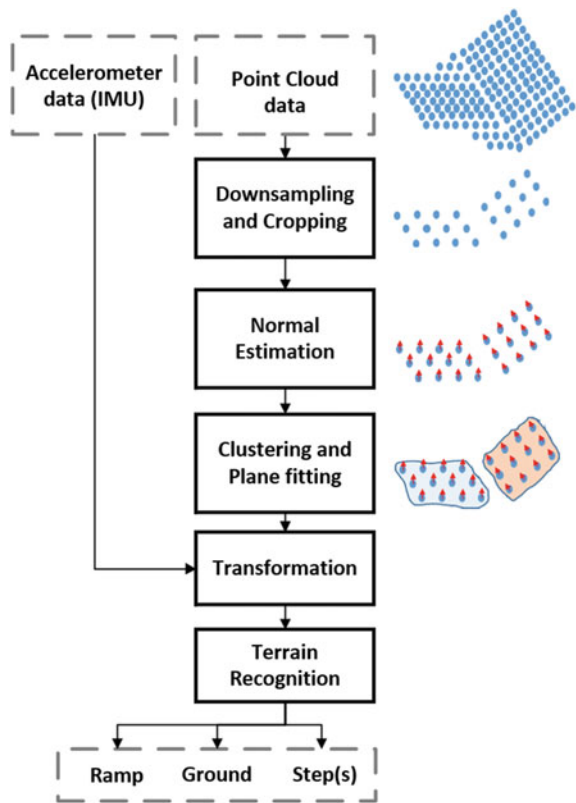 Accelerometer
data (IMU)
Point Cloud
data
Downsampling
and Cropping
Normal
Estimation
Clustering and
Plane fitting
Transformation
Terrain
Recognition
Ramp
Ground
Step(s)